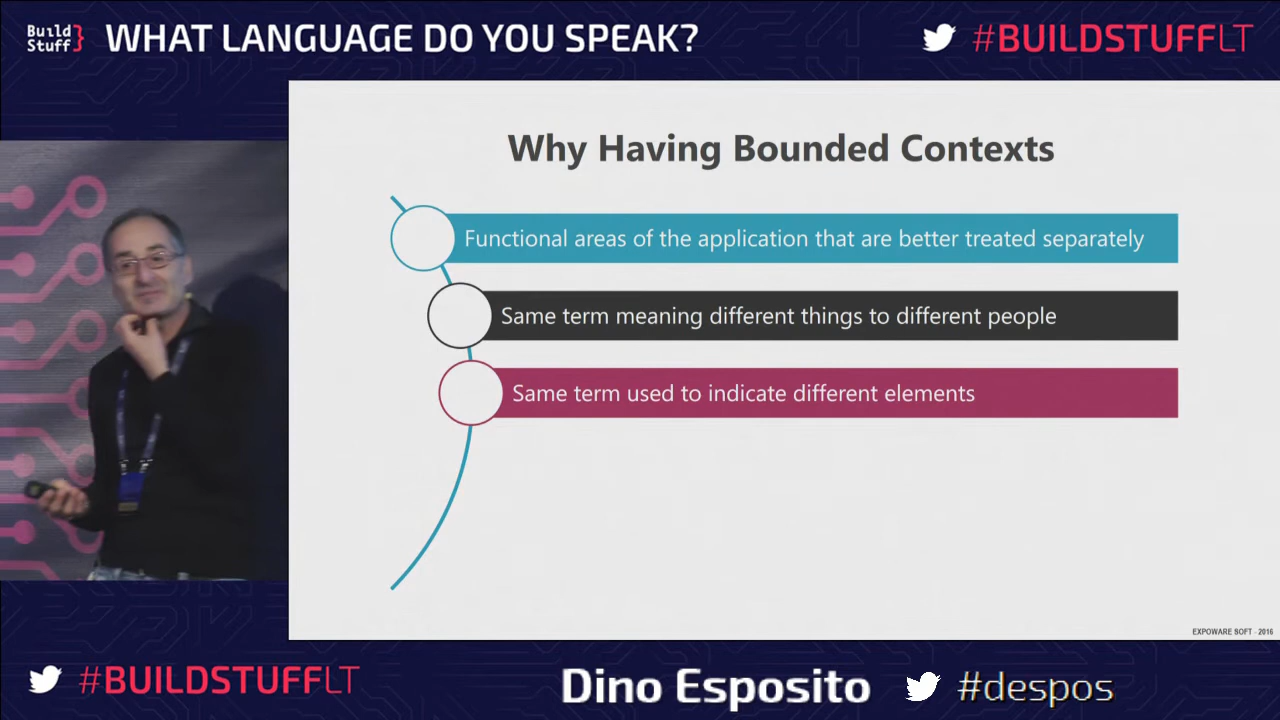 Build
Stuff}
WHAT LANGUAGE DO YOU SPEAK?
#BUILDSTUFFLT
Why Having Bounded Contexts
Functional areas of the application that are better treated separately
Same term meaning different things to different people
Same term used to indicate different elements
EXPOWARE SOFT - 2016
#BUILDSTUFFLT
Dino Esposito
#despos